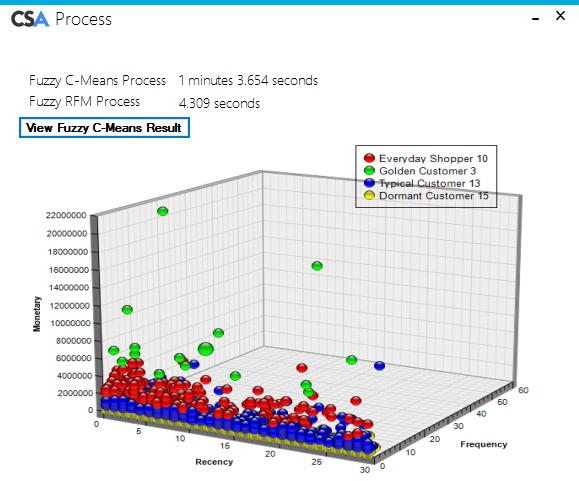 CSA Process
Fuzzy C-Means Process 1 minutes 3.654 seconds
Fuzzy RFM Process 4.309 seconds
View Fuzzy C-Means Result
Everyday Shopper 10
Golden Customer 3
Typical Customer 13
Dormant Customer 15
22000000
20000000
18000000
16000000
14000000
12000000
10000000
8000000
6000000
4000000
2000000
0
Monetary
0
5
10
15
20
25
30
Recency
0
10
20
30
40
50
60
Frequency